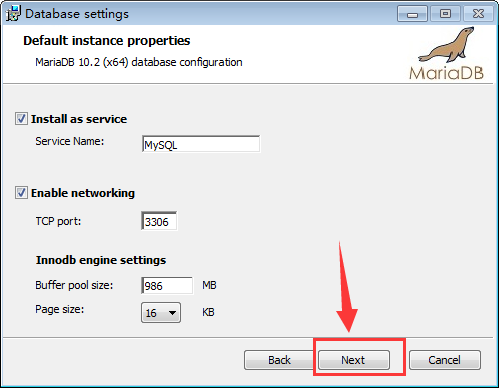 Database settings
Default instance properties
MariaDB 10.2 (x64) database configuration
MariaDB
Install as service
Service Name: MySQL
Enable networking
TCP port: 3306
Innodb engine settings
Buffer pool size: 986 MB
Page size: 16 KB
Back Next Cancel